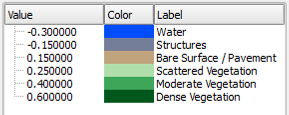 Value Color Label
-0.300000 Water
-0.150000 Structures
0.150000 Bare Surface / Pavement
0.250000 Scattered Vegetation
0.400000 Moderate Vegetation
0.600000 Dense Vegetation